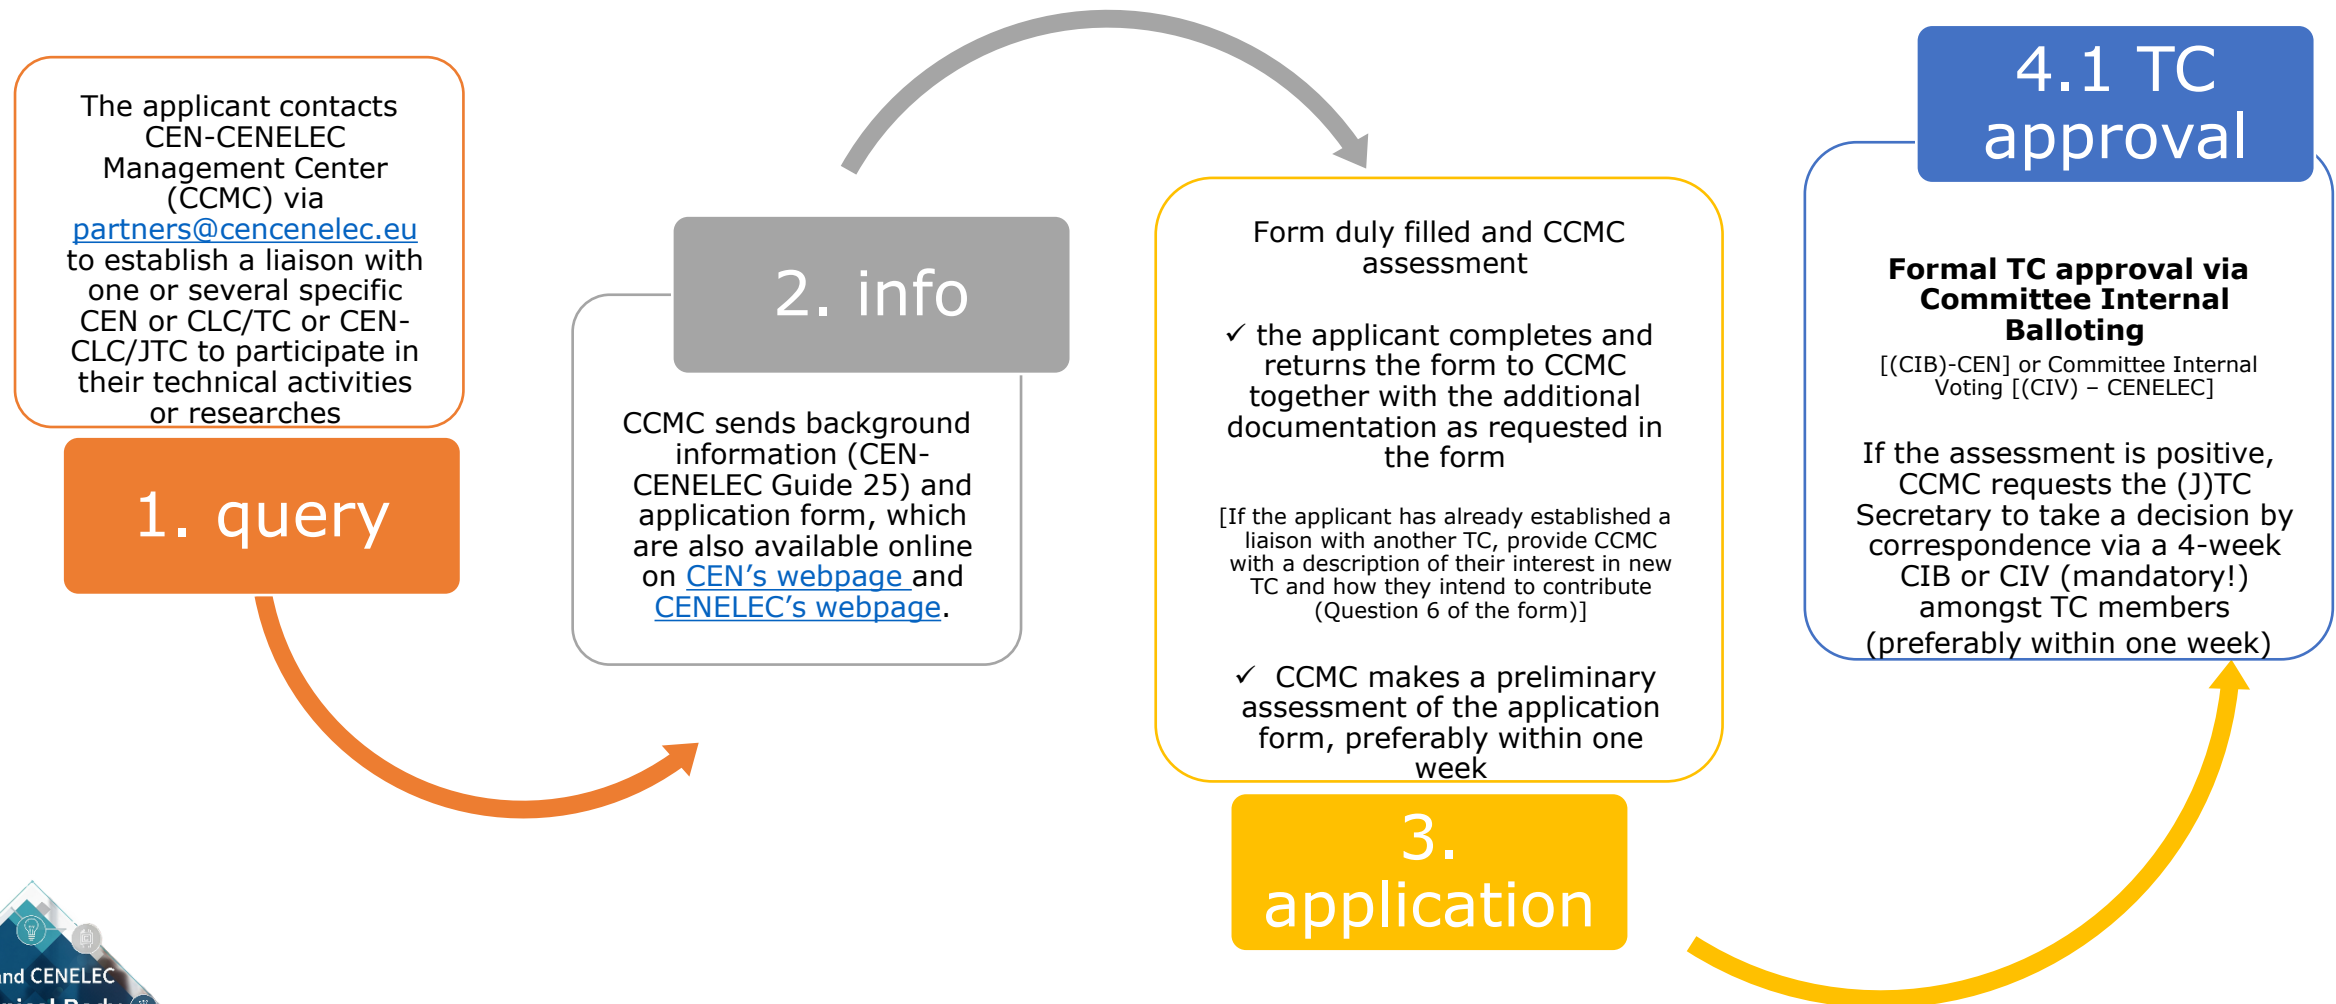 The applicant contacts
CEN-CENELEC
Management Center
(CCMC) via
partners@cencenelec.eu
to establish a liaison with
one or several specific
CEN or CLC/TC or CEN-
CLC/JTC to participate in
their technical activities
or researches
1. query
2. info
CCMC sends background
information (CEN-
CENELEC Guide 25) and
application form, which
are also available online
on CEN’s webpage and
CENELEC’s webpage.
Form duly filled and CCMC
assessment
✓ the applicant completes and
returns the form to CCMC
together with the additional
documentation as requested in
the form
[If the applicant has already established a
liaison with another TC, provide CCMC
with a description of their interest in new
TC and how they intend to contribute
(Question 6 of the form)]
✓ CCMC makes a preliminary
assessment of the application
form, preferably within one
week
3.
application
4.1 TC
approval
Formal TC approval via
Committee Internal
Balloting
[(CIB)-CEN] or Committee Internal
Voting [(CIV) – CENELEC]
If the assessment is positive,
CCMC requests the (J)TC
Secretary to take a decision by
correspondence via a 4-week
CIB or CIV (mandatory!)
amongst TC members
(preferably within one week)
and CENELEC